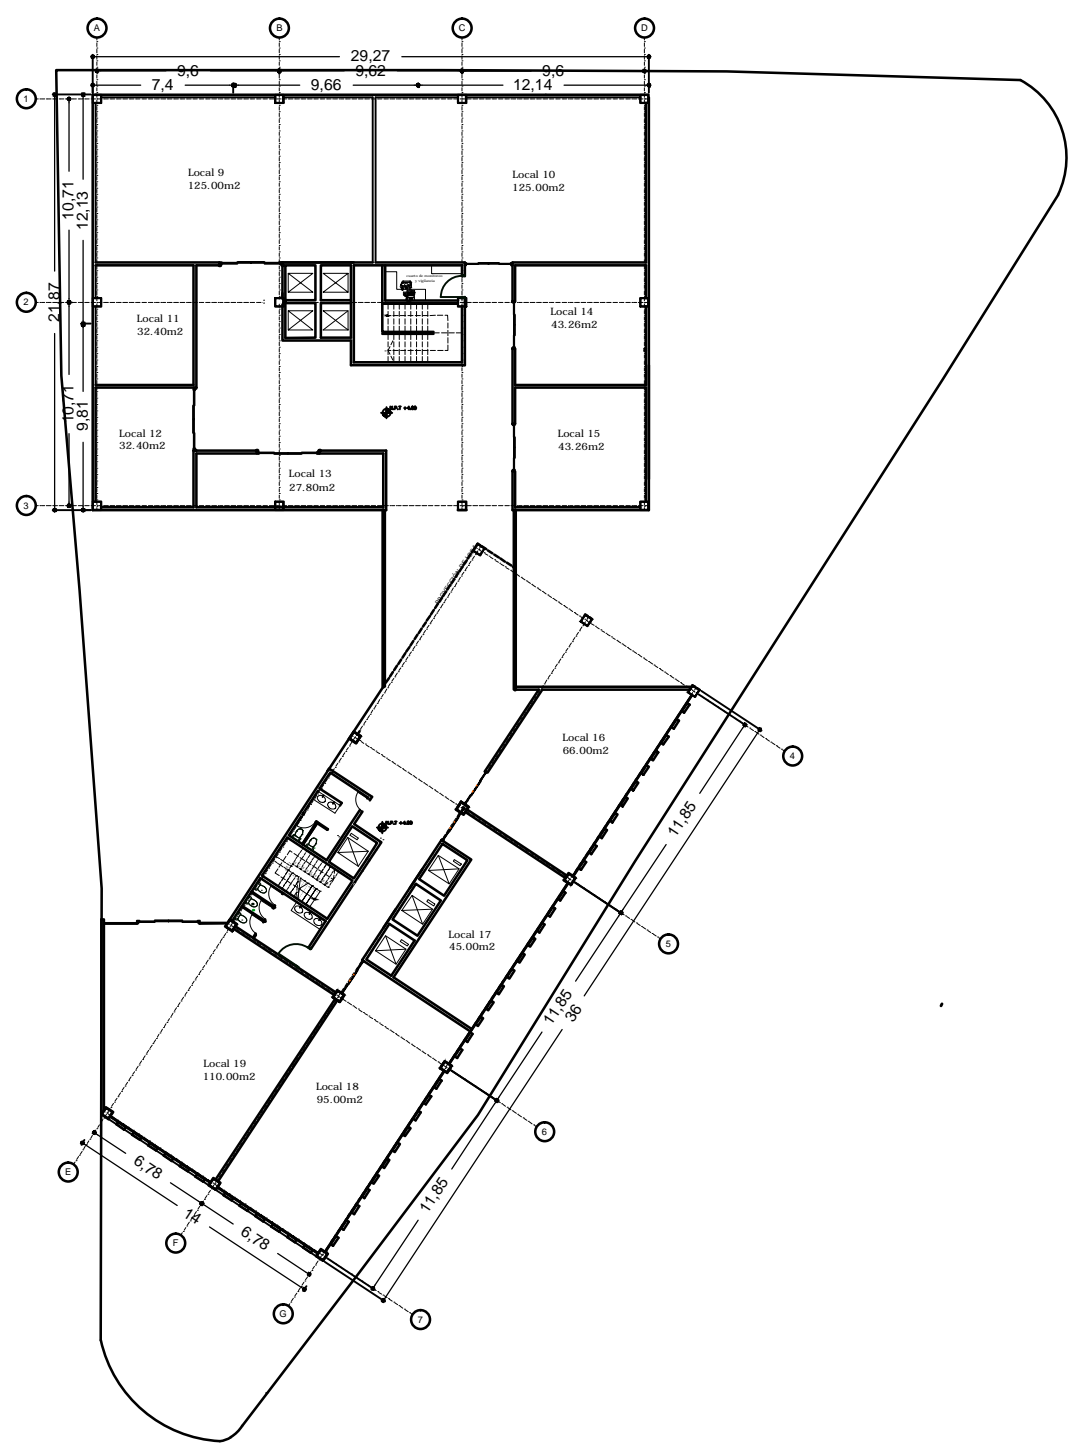 A
B
C
D
29,27
9,6
9,62
9,6
7,4
9,66
12,14
1
Local 9
125.00m2
Local 10
125.00m2
10,71
12,13
21,87
2
Local 11
32.40m2
Local 14
43.26m2
10,71
9,81
N.P.T +4.50
Local 12
32.40m2
Local 15
43.26m2
Local 13
27.80m2
3
Local 16
66.00m2
4
11,85
Local 17
45.00m2
5
11,85
36
Local 19
110.00m2
Local 18
95.00m2
6
E
6,78
14
6,78
11,85
F
G
7